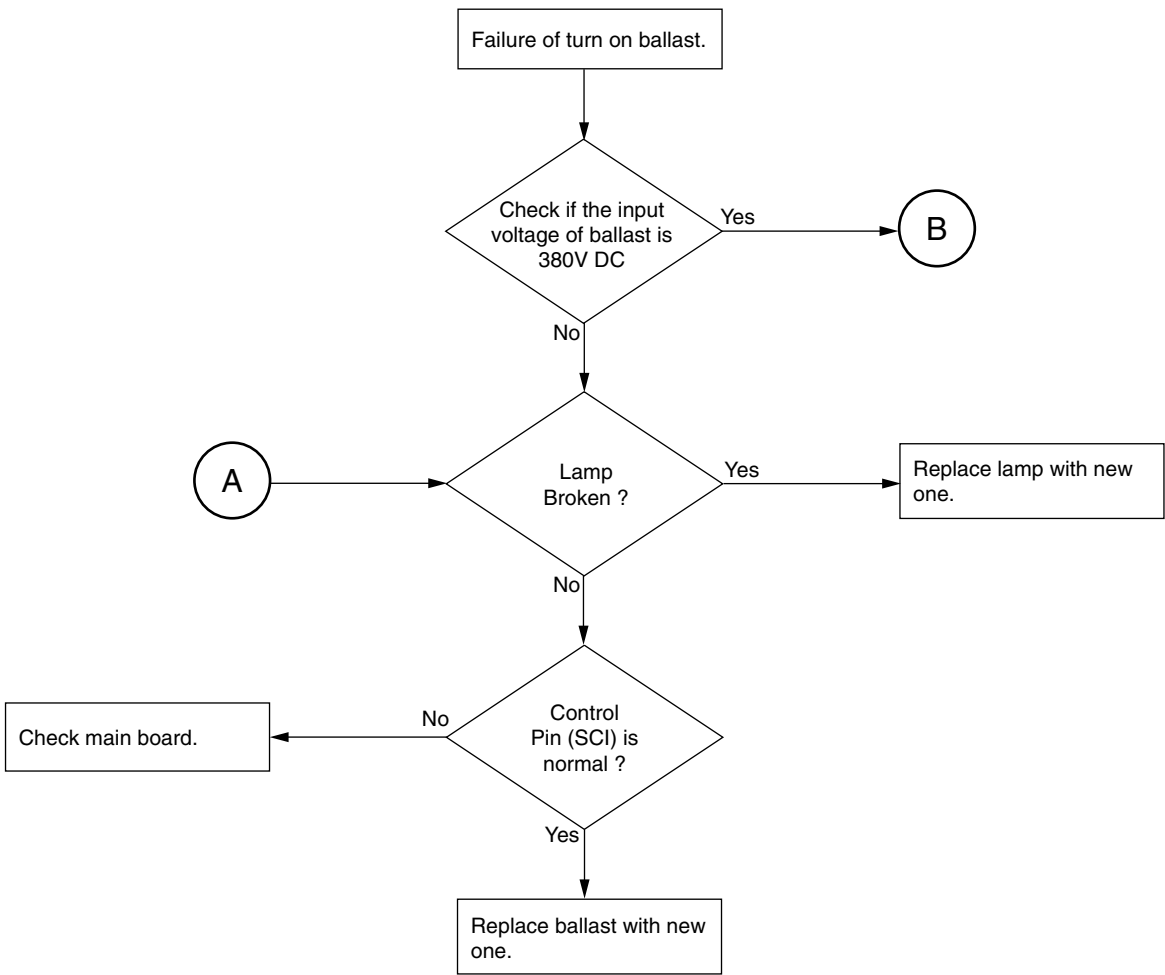 Failure of turn on ballast.
Check if the input
voltage of ballast is
380V DC
Yes
B
No
A
Lamp
Broken ?
Yes
Replace lamp with new
one.
No
Control
Pin (SCI) is
normal ?
No
Check main board.
Yes
Replace ballast with new
one.